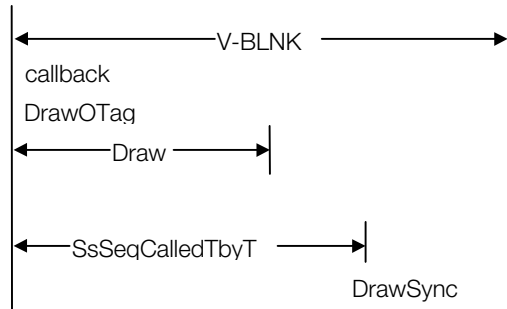 V-BLNK
callback
DrawOTag
Draw
SsSeqCalledTbyT
DrawSync